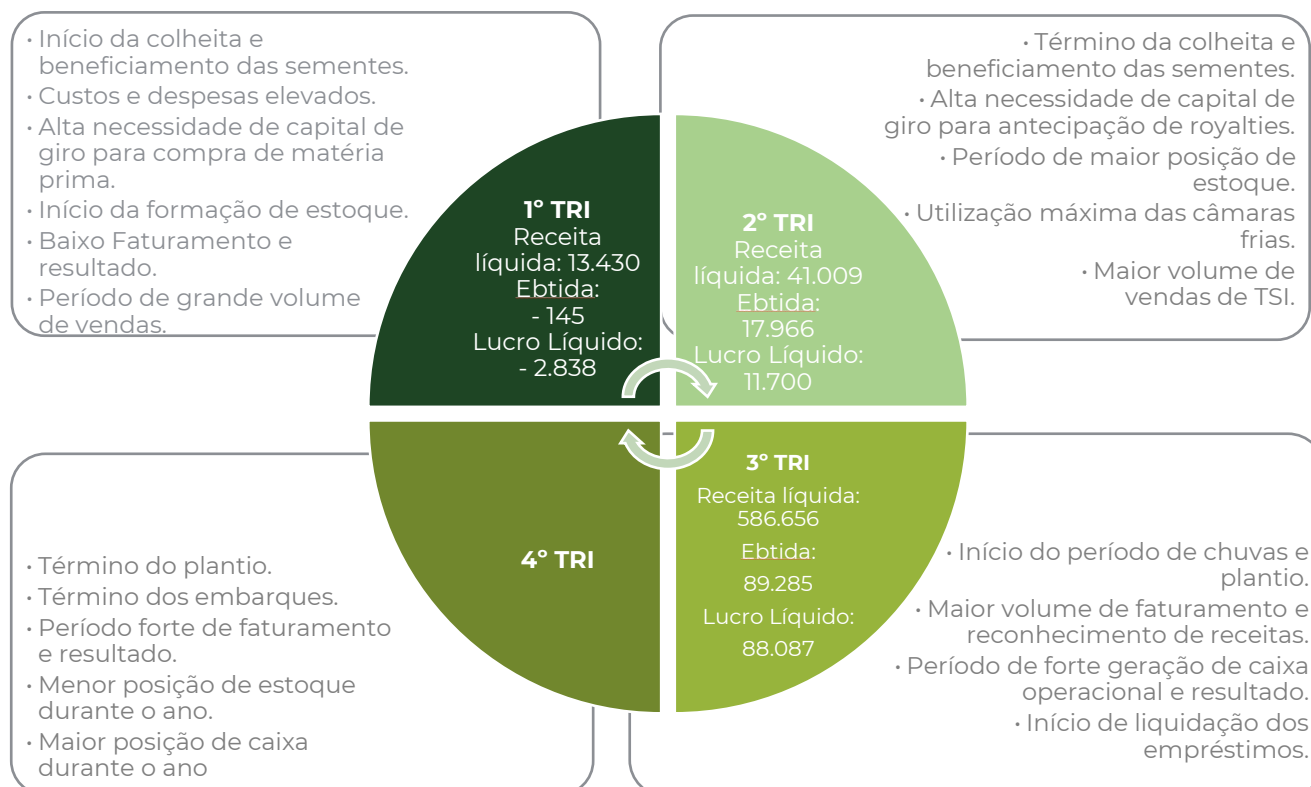 · Início da colheita e
beneficiamento das sementes.
· Custos e despesas elevados.
· Alta necessidade de capital de
giro para compra de matéria
prima.
· Início da formação de estoque.
· Baixo Faturamento e
resultado.
· Período de grande volume
de vendas.
· Término da colheita e
beneficiamento das sementes.
· Alta necessidade de capital de
giro para antecipação de royalties.
· Período de maior posição de
estoque.
· Utilização máxima das câmaras
frias.
· Maior volume de
vendas de TSI.
1º TRI
Receita
líquida: 13.430
Ebtida:
- 145
Lucro Líquido:
- 2.838
2º TRI
Receita
líquida: 41.009
Ebtida:
17.966
Lucro Líquido:
11.700
4º TRI
3º TRI
Receita líquida:
586.656
Ebtida:
89.285
Lucro Líquido:
88.087
· Término do plantio.
· Término dos embarques.
· Período forte de faturamento
e resultado.
· Menor posição de estoque
durante o ano.
· Maior posição de caixa
durante o ano
· Início do período de chuvas e
plantio.
· Maior volume de faturamento e
reconhecimento de receitas.
· Período de forte geração de caixa
operacional e resultado.
· Início de liquidação dos
empréstimos.